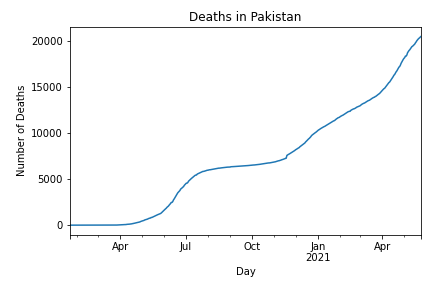 Deaths in Pakistan
Number of Deaths
20000
15000
10000
5000
0
Apr Jul Oct Jan Apr
2021
Day